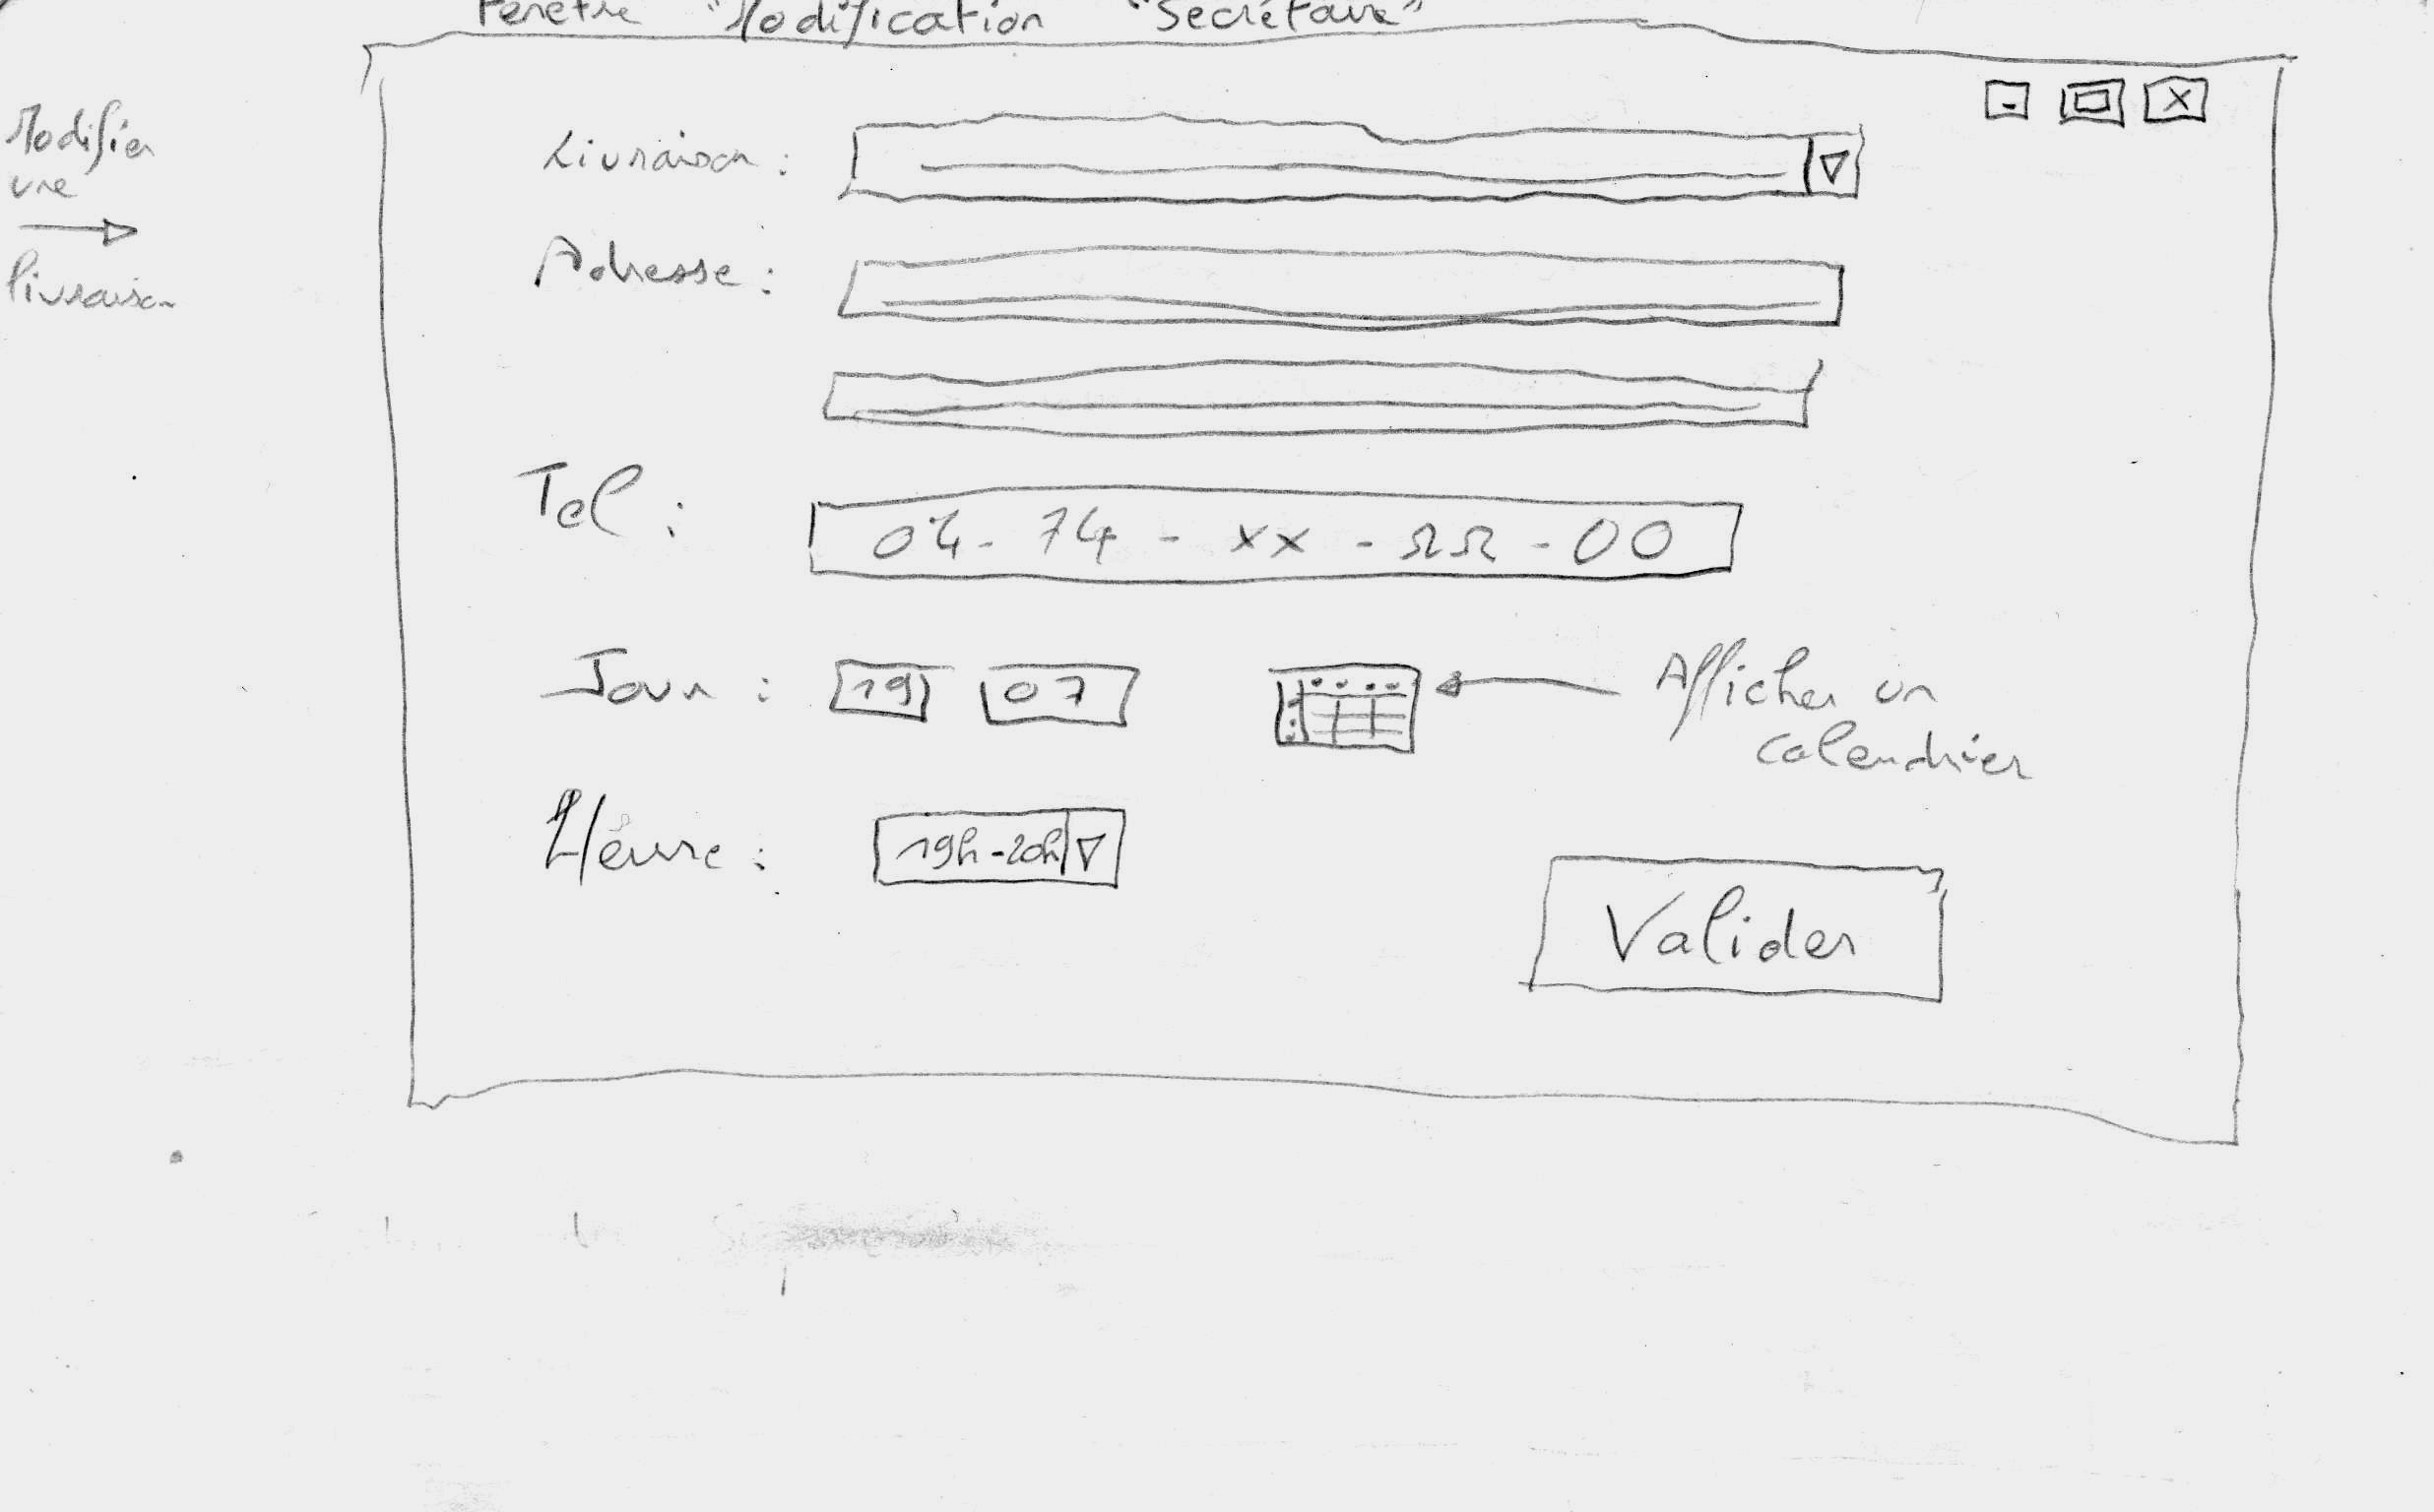 Fenetre "Modification "Secrétaire"
Modifier
une
livraison
Livraison :
Adresse :
Tel : 04 - 74 - xx - ΩΩ - 00
Jour : 19 07
Afficher un
calendrier
Heure : 19h-20h
Valider